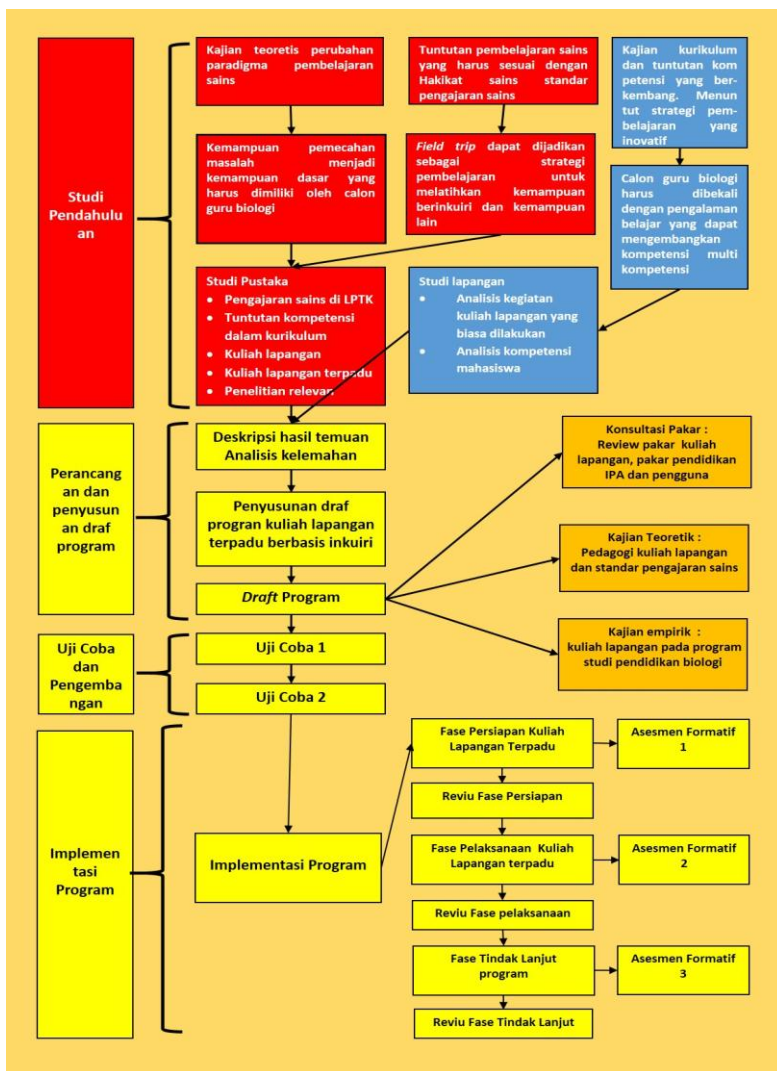 Studi
Pendahulu
an
Kajian teoretis perubahan
paradigma pembelajaran
sains
Tuntutan pembelajaran sains
yang harus sesuai dengan
Hakikat sains standar
pengajaran sains
Kajian kurikulum
dan tuntutan kom
petensi yang ber-
kembang. Menun
tut strategi pem-
belajaran yang
inovatif
Kemampuan pemecahan
masalah menjadi
kemampuan dasar yang
harus dimiliki oleh calon
guru biologi
Field trip dapat dijadikan
sebagai strategi
pembelajaran untuk
melatihkan kemampuan
berinkuiri dan kemampuan
lain
Calon guru biologi
harus dibekali
dengan pengalaman
belajar yang dapat
mengembangkan
kompetensi multi
kompetensi
Studi Pustaka
• Pengajaran sains di LPTK
• Tuntutan kompetensi
dalam kurikulum
• Kuliah lapangan
• Kuliah lapangan terpadu
• Penelitian relevan
Studi lapangan
• Analisis kegiatan
kuliah lapangan yang
biasa dilakukan
• Analisis kompetensi
mahasiswa
Perancang
an dan
penyusun
an draf
program
Deskripsi hasil temuan
Analisis kelemahan
Penyusunan draf
progran kuliah lapangan
terpadu berbasis inkuiri
Draft Program
Konsultasi Pakar :
Review pakar kuliah
lapangan, pakar pendidikan
IPA dan pengguna
Kajian Teoretik :
Pedagogi kuliah lapangan
dan standar pengajaran sains
Kajian empirik :
kuliah lapangan pada program
studi pendidikan biologi
Uji Coba
dan
Pengemba
ngan
Uji Coba 1
Uji Coba 2
Implemen
tasi
Program
Implementasi Program
Fase Persiapan Kuliah
Lapangan Terpadu
Asesmen Formatif
1
Reviu Fase Persiapan
Fase Pelaksanaan Kuliah
Lapangan terpadu
Asesmen Formatif
2
Reviu Fase pelaksanaan
Fase Tindak Lanjut
program
Asesmen Formatif
3
Reviu Fase Tindak Lanjut